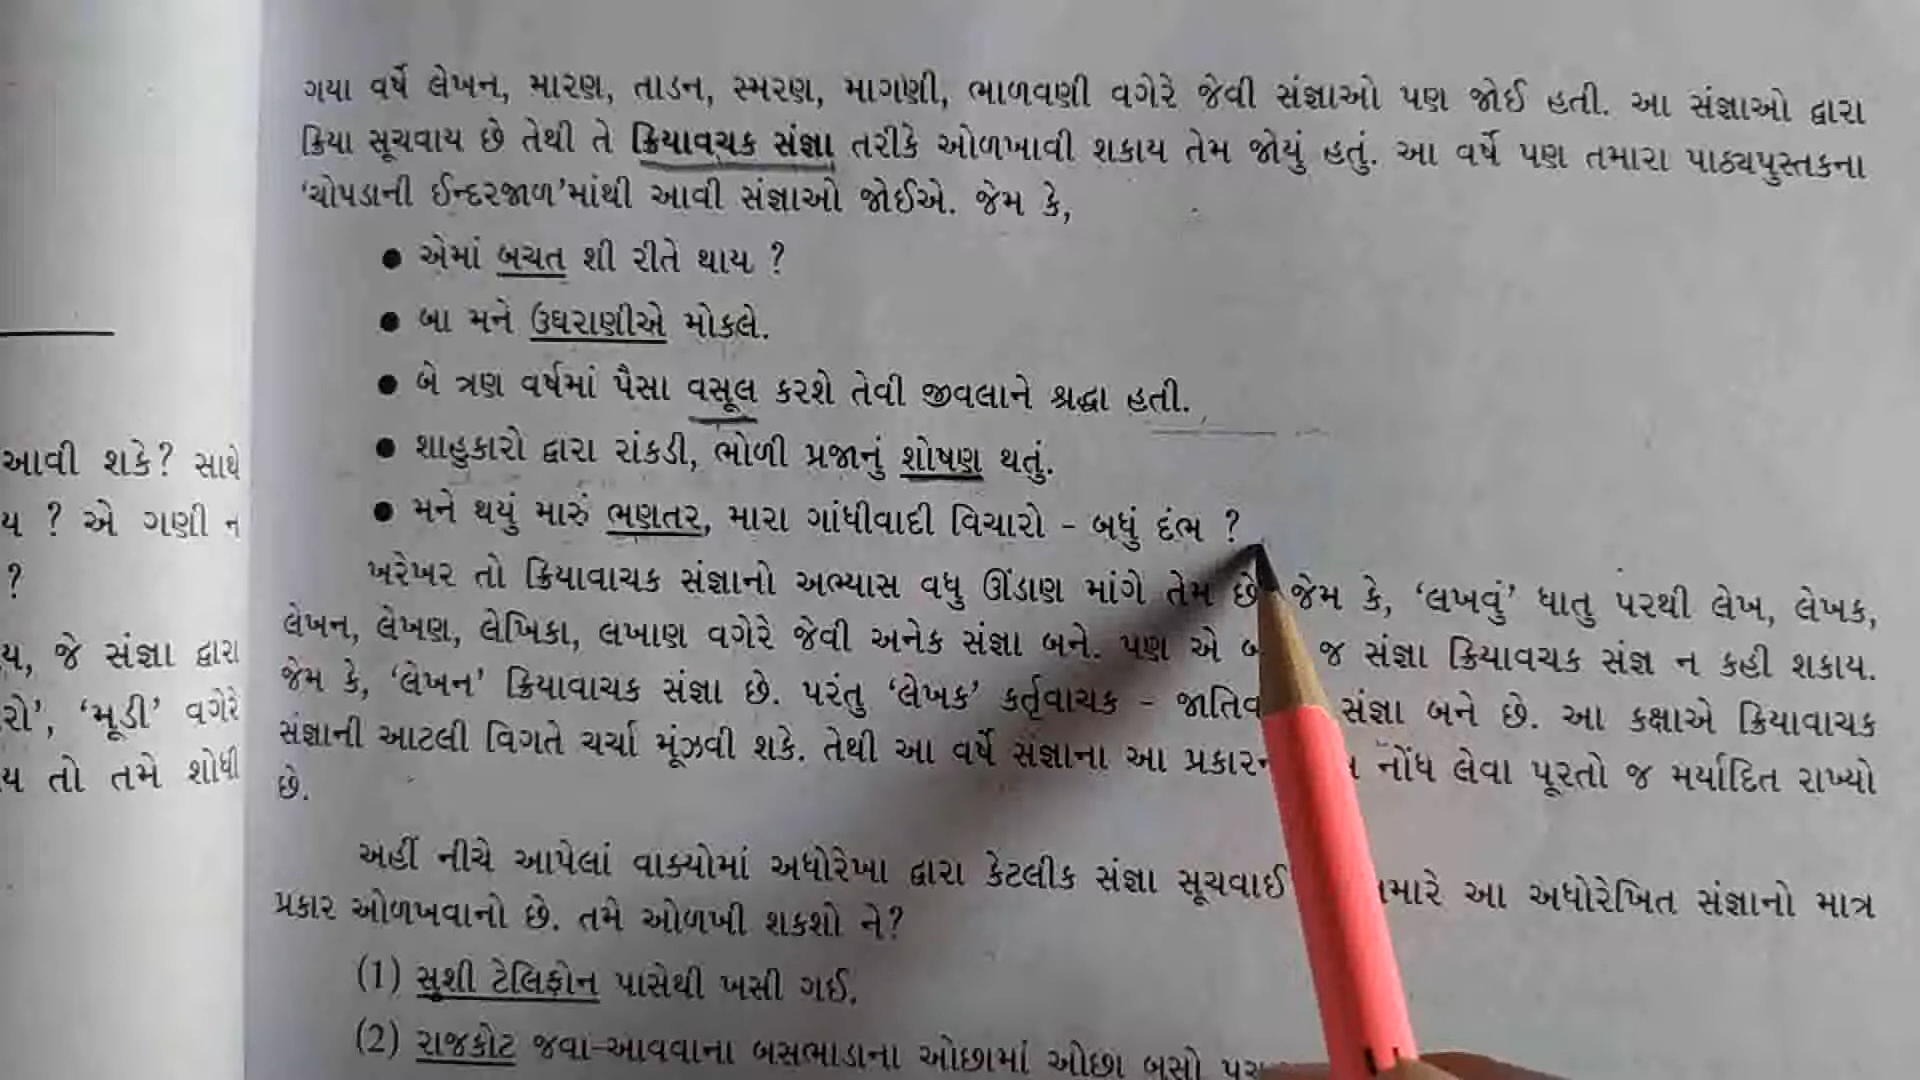 ગયા વર્ષે લેખન, મારણ, તાડન, સ્મરણ, માગણી, ભાળવણી વગેરે જેવી સંજ્ઞાઓ પણ જોઈ હતી. આ સંજ્ઞાઓ દ્વારા
ક્રિયા સૂચવાય છે તેથી તે ક્રિયાવચક સંજ્ઞા તરીકે ઓળખાવી શકાય તેમ જોયું હતું. આ વર્ષે પણ તમારા પાઠ્યપુસ્તકના
‘ચોપડાની ઈન્દરજાળ’માંથી આવી સંજ્ઞાઓ જોઈએ. જેમ કે,
● એમાં બચત શી રીતે થાય ?
● બા મને ઉઘરાણીએ મોકલે.
● બે ત્રણ વર્ષમાં પૈસા વસૂલ કરશે તેવી જીવલાને શ્રદ્ધા હતી.
● શાહુકારો દ્વારા રાંકડી, ભોળી પ્રજાનું શોષણ થતું.
● મને થયું મારું ભણતર, મારા ગાંધીવાદી વિચારો - બધું દંભ ?
ખરેખર તો ક્રિયાવાચક સંજ્ઞાનો અભ્યાસ વધુ ઊંડાણ માંગે તેમ છે જેમ કે, ‘લખવું’ ધાતુ પરથી લેખ, લેખક,
લેખન, લેખણ, લેખિકા, લખાણ વગેરે જેવી અનેક સંજ્ઞા બને. પણ એ જ સંજ્ઞા ક્રિયાવચક સંજ્ઞ ન કહી શકાય.
જેમ કે, ‘લેખન’ ક્રિયાવાચક સંજ્ઞા છે. પરંતુ ‘લેખક’ કર્તૃવાચક - સંજ્ઞા બને છે. આ કક્ષાએ ક્રિયાવાચક
સંજ્ઞાની આટલી વિગતે ચર્ચા મૂંઝવી શકે. તેથી આ વર્ષે સંજ્ઞાના આ નોંધ લેવા પૂરતો જ મર્યાદિત રાખ્યો
છે.
અહીં નીચે આપેલાં વાક્યોમાં અધોરેખા દ્વારા કેટલીક સંજ્ઞા સૂચવાઈ આ અધોરેખિત સંજ્ઞાનો માત્ર
પ્રકાર ઓળખવાનો છે. તમે ઓળખી શકશો ને?
(1) સુશી ટેલિફોન પાસેથી ખસી ગઈ.
(2) રાજકોટ જવા-આવવાના બસભાડાના ઓછામાં ઓછા બસો
આવી શકે? સાથે
ય ? એ ગણી ન
?
ય, જે સંજ્ઞા દ્વારા
રો’, ‘મૂડી’ વગેરે
ય તો તમે શોધી